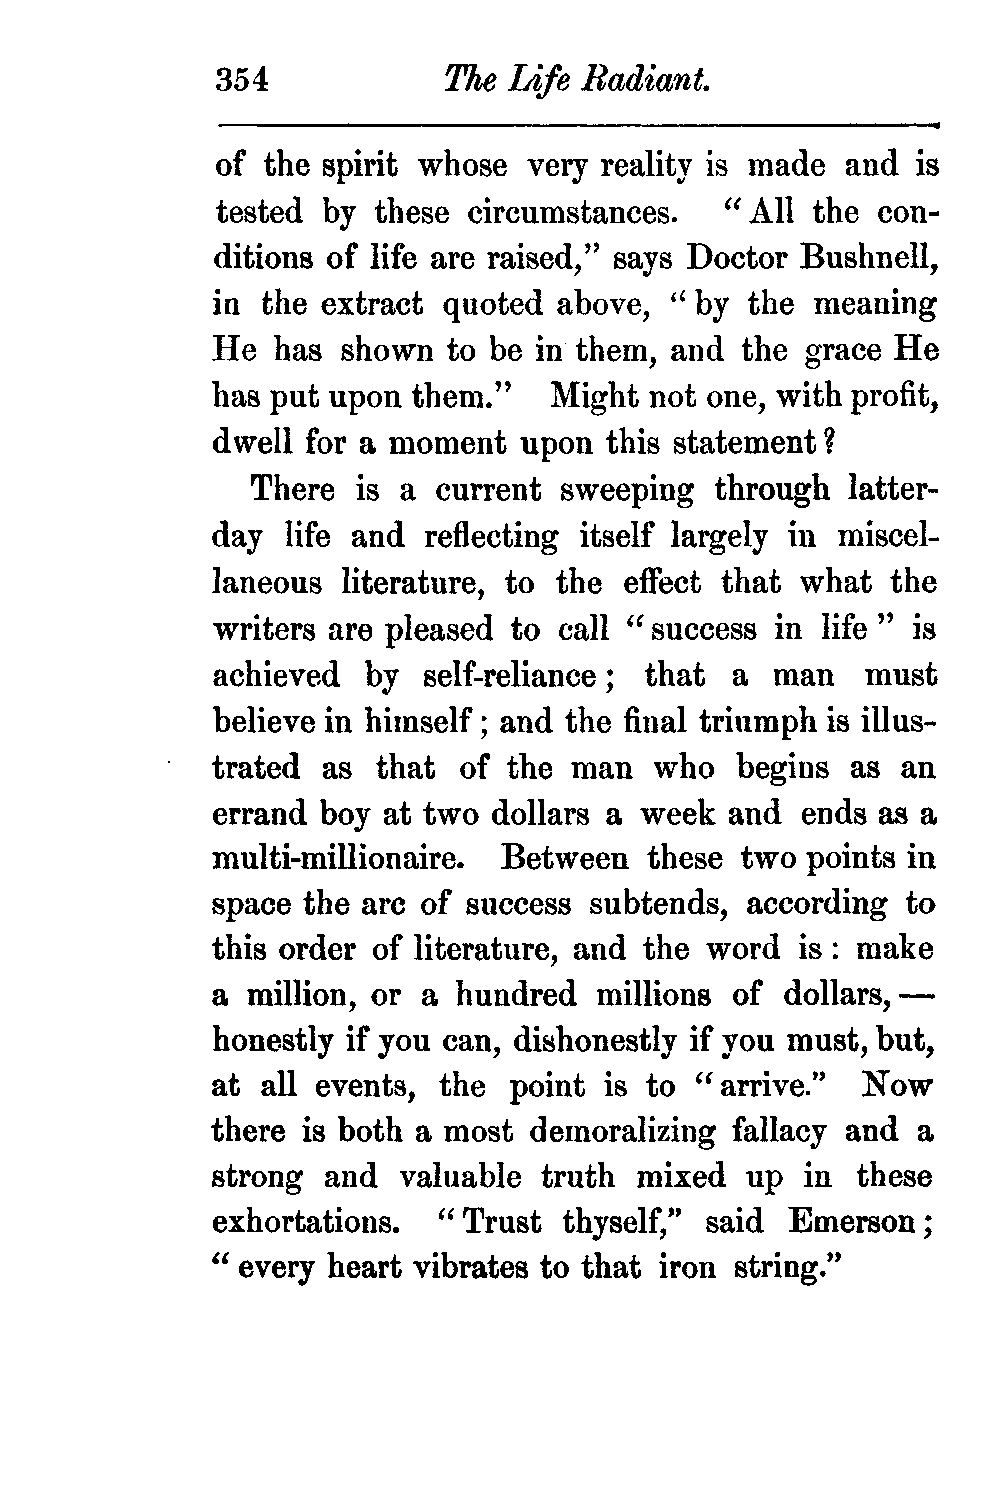 354 The Life Radiant.
of the spirit whose very reality is made and is
tested by these circumstances. “All the con-
ditions of life are raised,” says Doctor Bushnell,
in the extract quoted above, “by the meaning
He has shown to be in them, and the grace He
has put upon them.” Might not one, with profit,
dwell for a moment upon this statement?
There is a current sweeping through latter-
day life and reflecting itself largely in miscel-
laneous literature, to the effect that what the
writers are pleased to call “success in life” is
achieved by self-reliance; that a man must
believe in himself; and the final triumph is illus-
trated as that of the man who begins as an
errand boy at two dollars a week and ends as a
multi-millionaire. Between these two points in
space the arc of success subtends, according to
this order of literature, and the word is: make
a million, or a hundred millions of dollars,—
honestly if you can, dishonestly if you must, but,
at all events, the point is to “arrive.” Now
there is both a most demoralizing fallacy and a
strong and valuable truth mixed up in these
exhortations. “Trust thyself,” said Emerson;
“every heart vibrates to that iron string.”